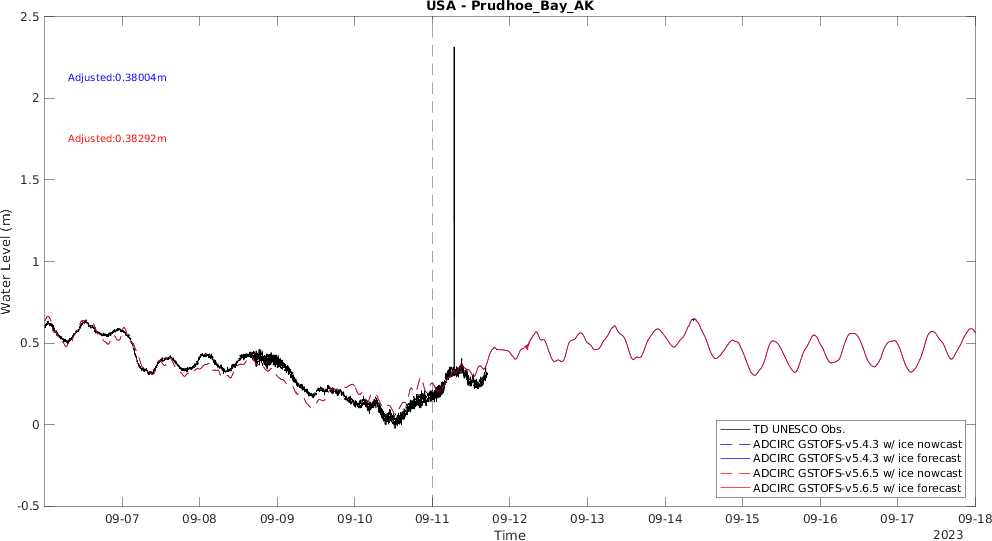 USA - Prudhoe_Bay_AK
2.5
2
1.5
1
0.5
0
-0.5
Water Level (m)
Adjusted:0.38004m
Adjusted:0.38292m
TD UNESCO Obs.
ADCIRC GSTOFS-v5.4.3 w/ ice nowcast
ADCIRC GSTOFS-v5.4.3 w/ ice forecast
ADCIRC GSTOFS-v5.6.5 w/ ice nowcast
ADCIRC GSTOFS-v5.6.5 w/ ice forecast
09-07 09-08 09-09 09-10 09-11 09-12 09-13 09-14 09-15 09-16 09-17 09-18
Time
2023